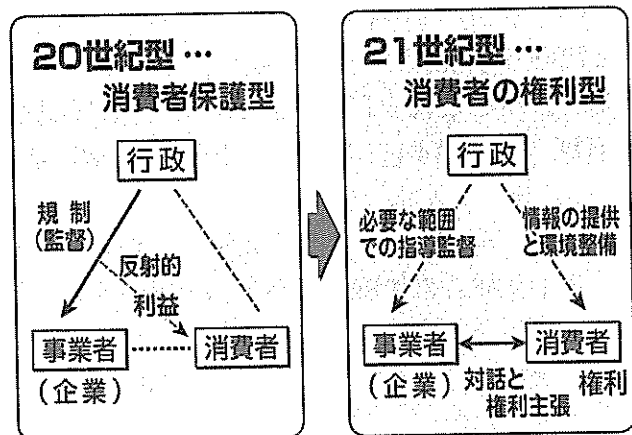 20世紀型…
消費者保護型
行政
規制
(監督)
反射的
利益
事業者
(企業)
消費者
21世紀型…
消費者の権利型
行政
必要な範囲
での指導監督
情報の提供
と環境整備
事業者
(企業)
消費者
権利
対話と
権利主張